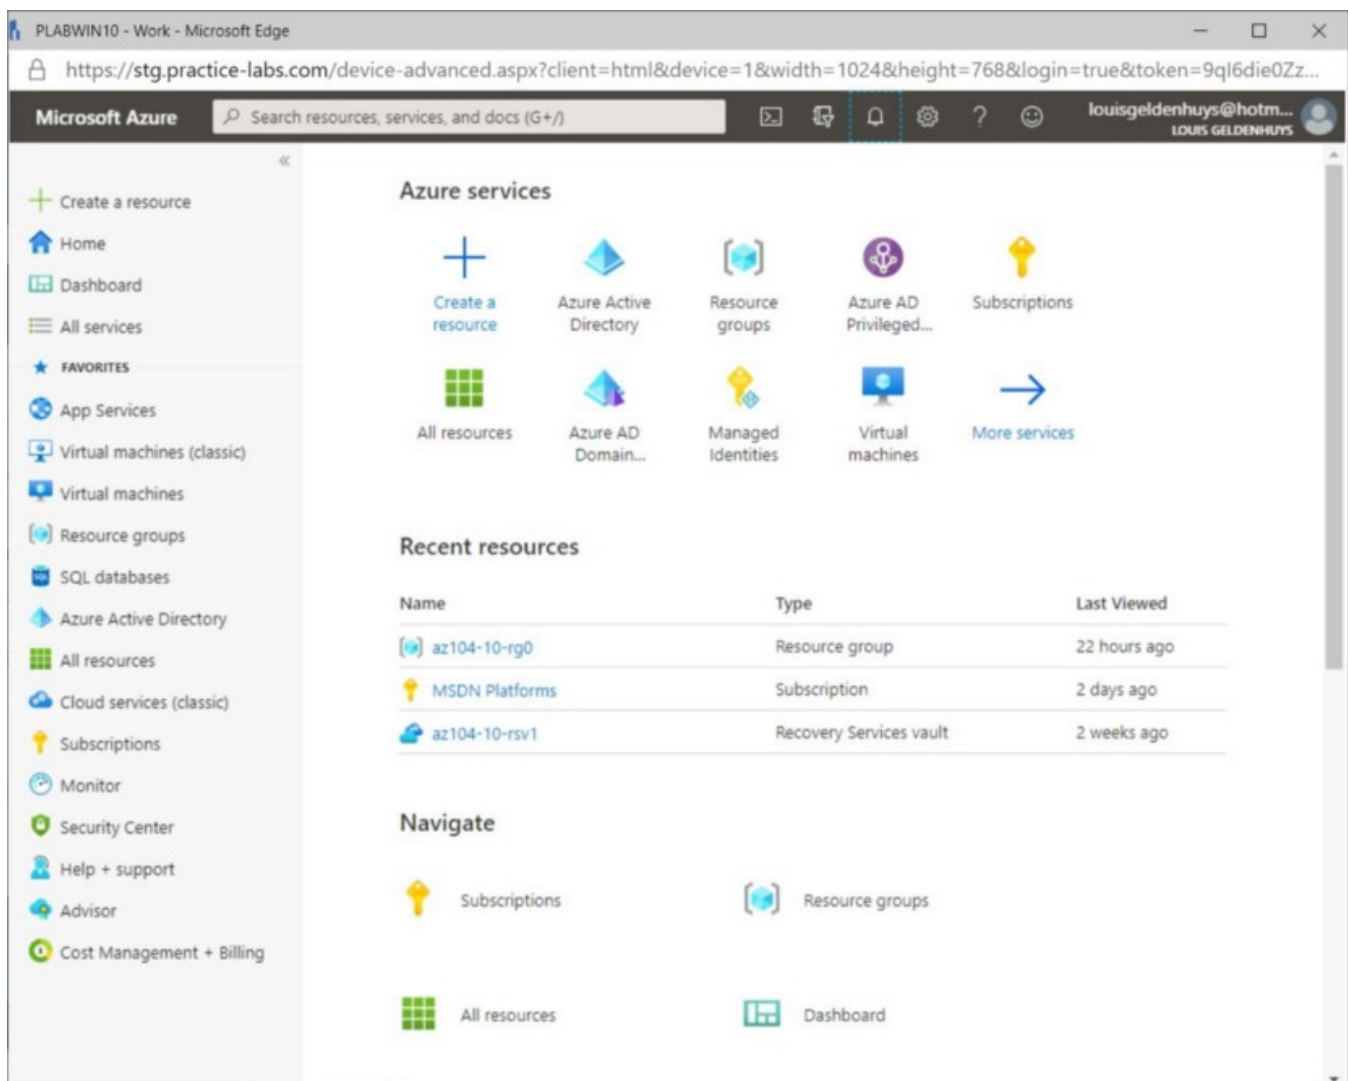 PLABWIN10 - Work - Microsoft Edge
https://stg.practice-labs.com/device-advanced.aspx?client=html&device=1&width=1024&height=768&login=true&token=9ql6die0Zz...
Microsoft Azure
Search resources, services, and docs (G+/)
louisgeldenhuys@hotm...
LOUIS GELDENHUYS
Create a resource
Home
Dashboard
All services
FAVORITES
App Services
Virtual machines (classic)
Virtual machines
Resource groups
SQL databases
Azure Active Directory
All resources
Cloud services (classic)
Subscriptions
Monitor
Security Center
Help + support
Advisor
Cost Management + Billing
Azure services
Create a
resource
Azure Active
Directory
Resource
groups
Azure AD
Privileged...
Subscriptions
All resources
Azure AD
Domain...
Managed
Identities
Virtual
machines
More services
Recent resources
Name Type Last Viewed
az104-10-rg0 Resource group 22 hours ago
MSDN Platforms Subscription 2 days ago
az104-10-rsv1 Recovery Services vault 2 weeks ago
Navigate
Subscriptions Resource groups
All resources Dashboard